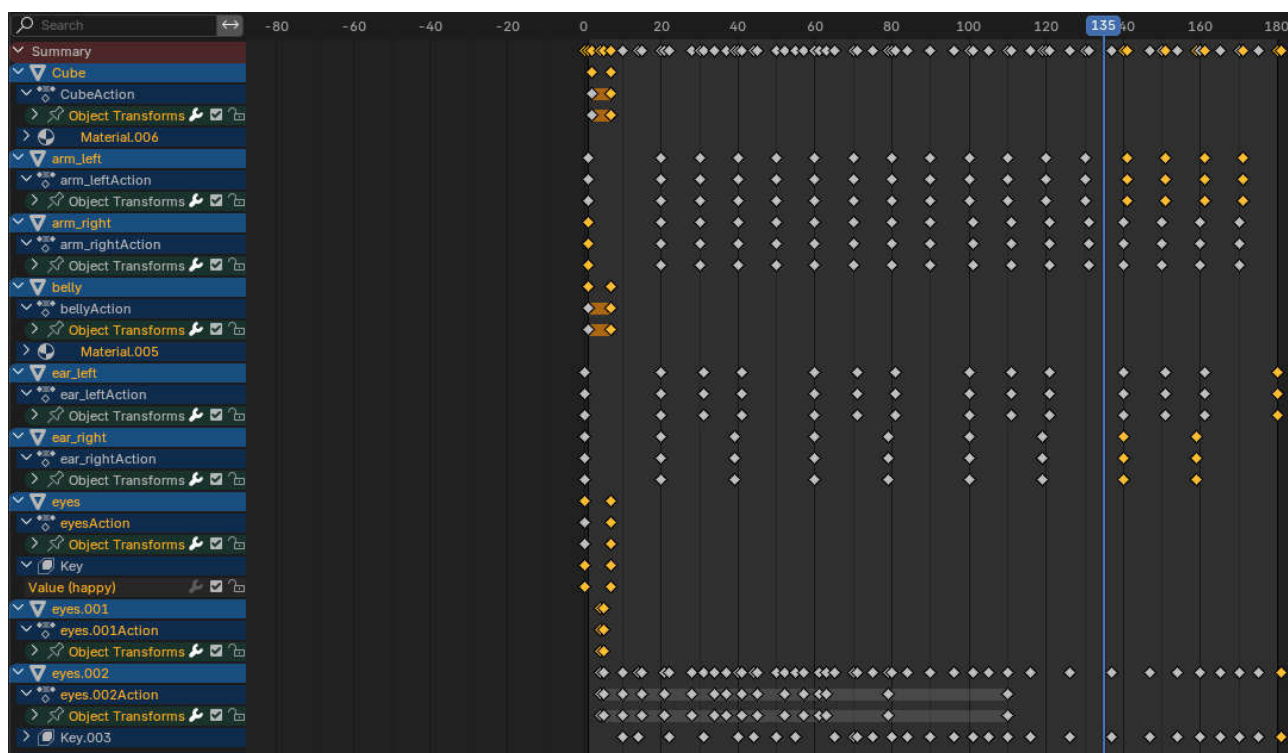 Search -80 -60 -40 -20 0 20 40 60 80 100 120 135 140 160 180
Summary
Cube
CubeAction
Object Transforms
Material.006
arm_left
arm_leftAction
Object Transforms
arm_right
arm_rightAction
Object Transforms
belly
bellyAction
Object Transforms
Material.005
ear_left
ear_leftAction
Object Transforms
ear_right
ear_rightAction
Object Transforms
eyes
eyesAction
Object Transforms
Key
Value (happy)
eyes.001
eyes.001Action
Object Transforms
eyes.002
eyes.002Action
Object Transforms
Key.003